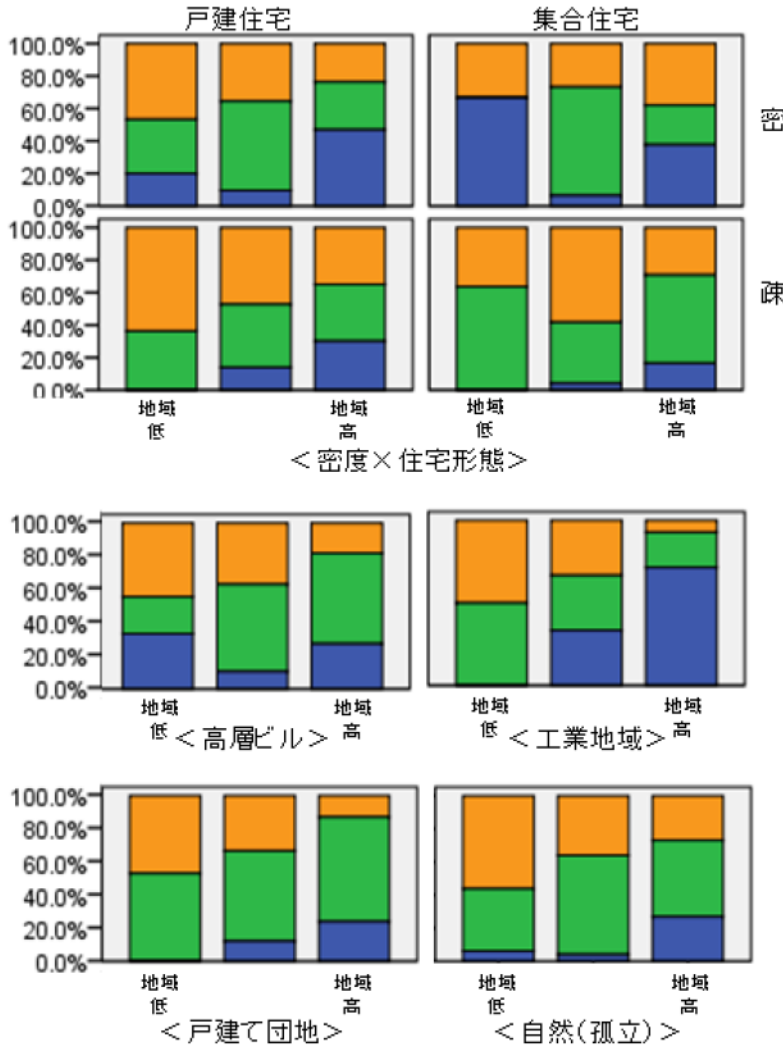 戸建住宅 集合住宅
100.0%
80.0%
60.0%
40.0%
20.0%
0.0%
密
100.0%
80.0%
60.0%
40.0%
20.0%
0.0%
疎
地域 地域 地域 地域
低 高 低 高
＜密度×住宅形態＞
100.0%
80.0%
60.0%
40.0%
20.0%
0.0%
地域 地域 地域 地域
低 高 低 高
＜高層ビル＞ ＜工業地域＞
100.0%
80.0%
60.0%
40.0%
20.0%
0.0%
地域 地域 地域 地域
低 高 低 高
＜戸建て団地＞ ＜自然(孤立)＞